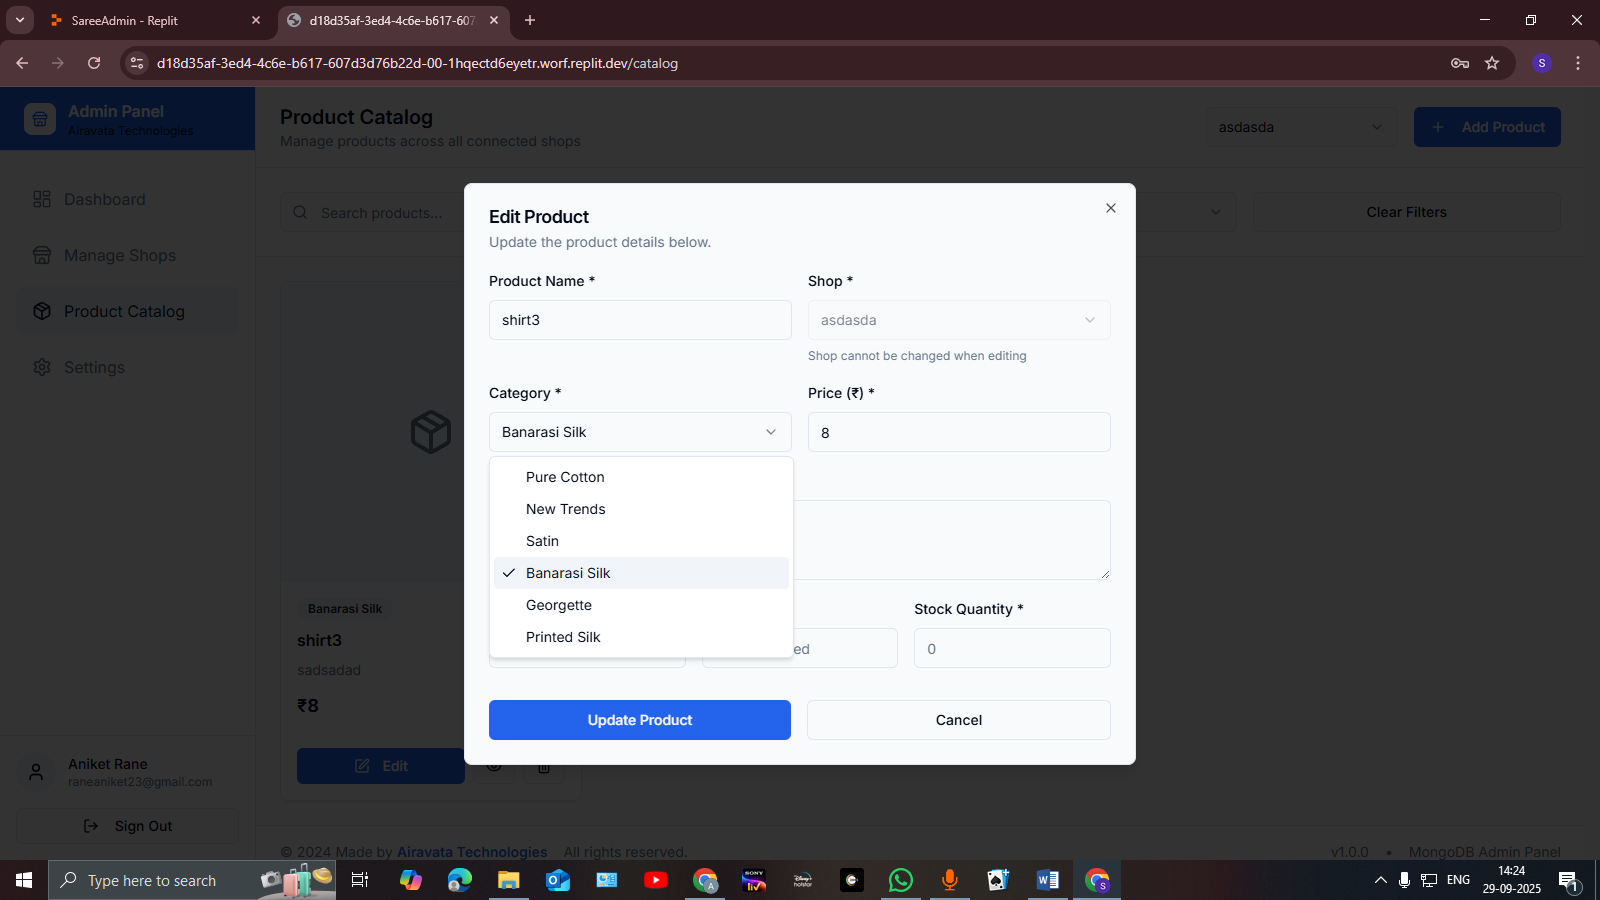 SareeAdmin - Replit
d18d35af-3ed4-4c6e-b617-607
d18d35af-3ed4-4c6e-b617-607d3d76b22d-00-1hqectd6eyetr.worf.replit.dev/catalog
S
Admin Panel
Airavata Technologies
Dashboard
Manage Shops
Product Catalog
Settings
Aniket Rane
raneaniket23@gmail.com
Sign Out
Product Catalog
Manage products across all connected shops
asdasda
Add Product
Search products...
Clear Filters
Banarasi Silk
shirt3
sadsadad
₹8
Edit
Edit Product
Update the product details below.
Product Name *
shirt3
Shop *
asdasda
Shop cannot be changed when editing
Category *
Banarasi Silk
Price (₹) *
8
Pure Cotton
New Trends
Satin
Banarasi Silk
Georgette
Printed Silk
Stock Quantity *
0
Update Product
Cancel
© 2024 Made by Airavata Technologies All rights reserved.
v1.0.0 • MongoDB Admin Panel
Type here to search
ENG
14:24
29-09-2025
1